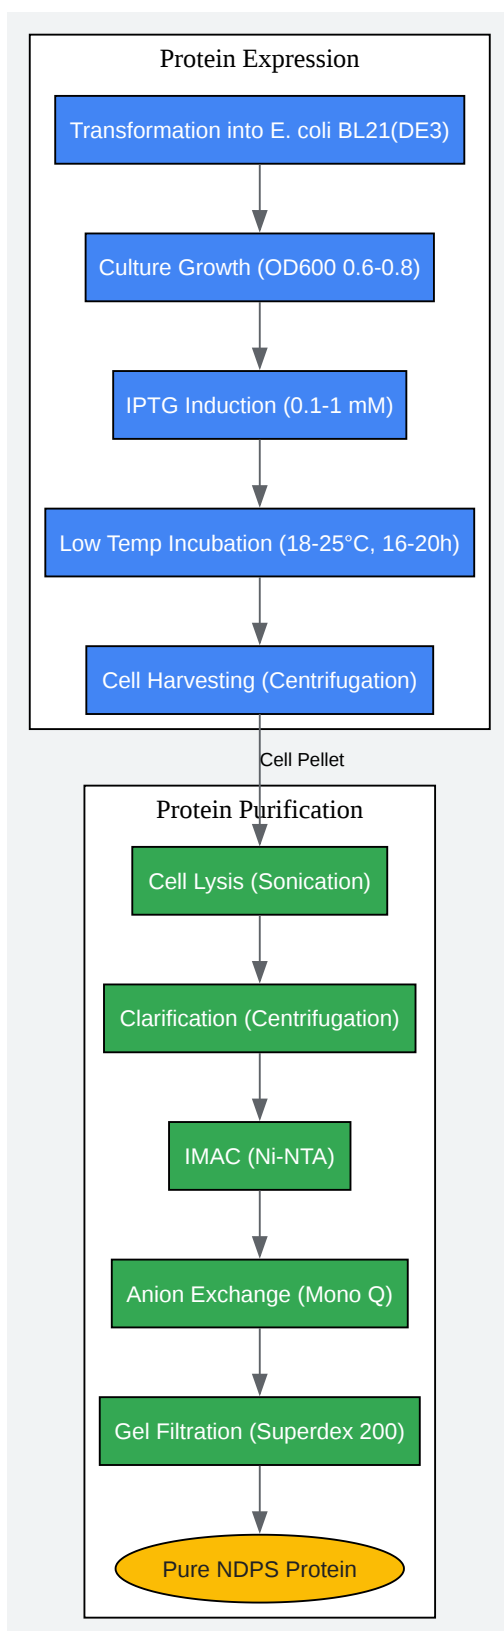 Protein Expression
Transformation into E. coli BL21(DE3)
Culture Growth (OD600 0.6-0.8)
IPTG Induction (0.1-1 mM)
Low Temp Incubation (18-25°C, 16-20h)
Cell Harvesting (Centrifugation)
Cell Pellet
Protein Purification
Cell Lysis (Sonication)
Clarification (Centrifugation)
IMAC (Ni-NTA)
Anion Exchange (Mono Q)
Gel Filtration (Superdex 200)
Pure NDPS Protein